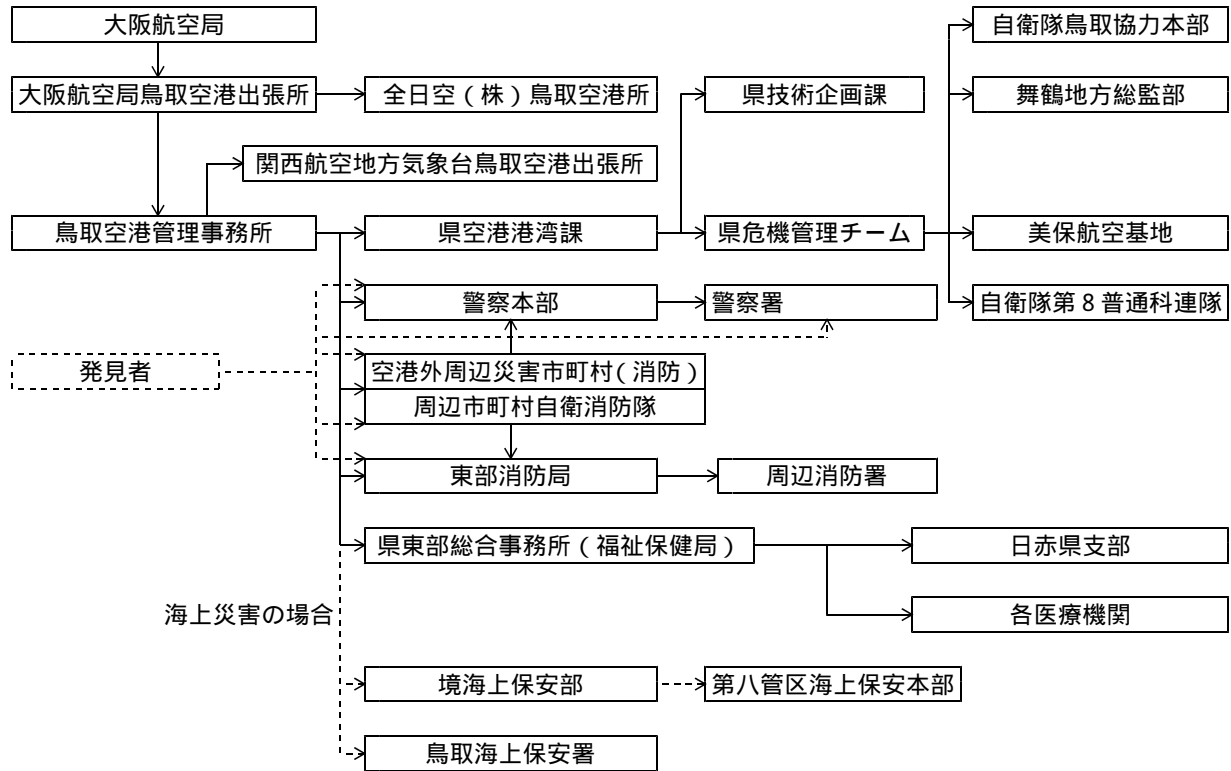 大阪航空局
自衛隊鳥取協力本部
大阪航空局鳥取空港出張所
全日空（株）鳥取空港所
県技術企画課
舞鶴地方総監部
関西航空地方気象台鳥取空港出張所
鳥取空港管理事務所
県空港港湾課
県危機管理チーム
美保航空基地
警察本部
警察署
自衛隊第８普通科連隊
発見者
空港外周辺災害市町村（消防）
周辺市町村自衛消防隊
東部消防局
周辺消防署
県東部総合事務所（福祉保健局）
日赤県支部
海上災害の場合
各医療機関
境海上保安部
第八管区海上保安本部
鳥取海上保安署